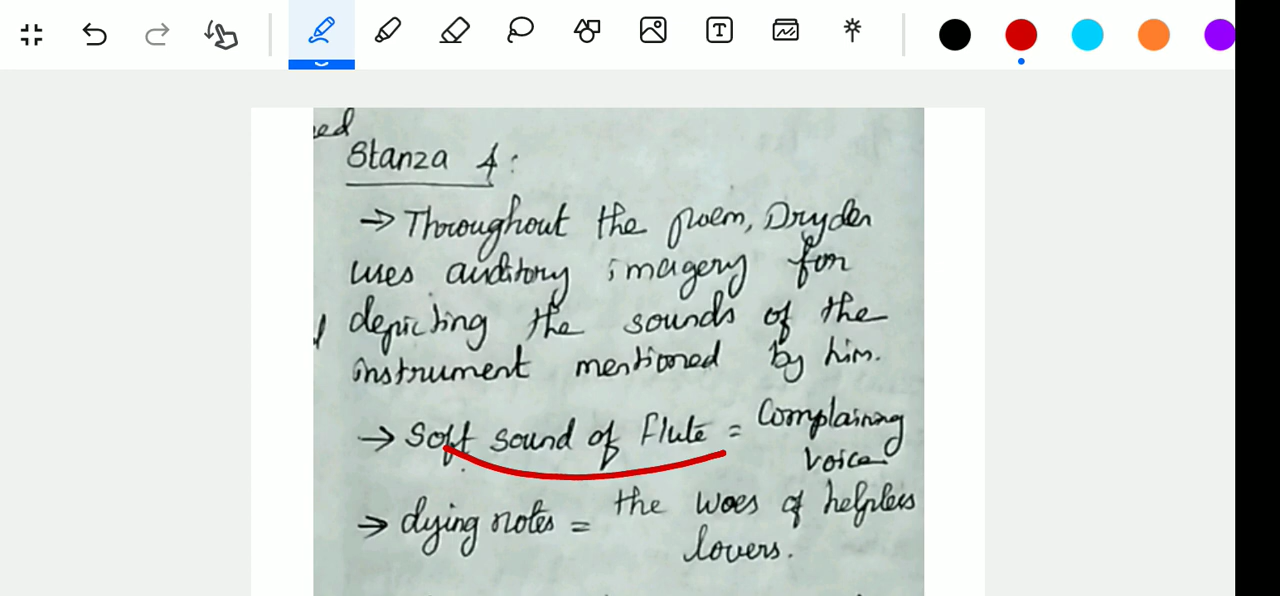 ed
Stanza 4:
→ Throughout the poem, Dryden
uses auditory imagery for
depicting the sounds of the
instrument mentioned by him.
→ Soft sound of flute = Complaining
voice
→ dying notes = the woes of helpless
lovers.